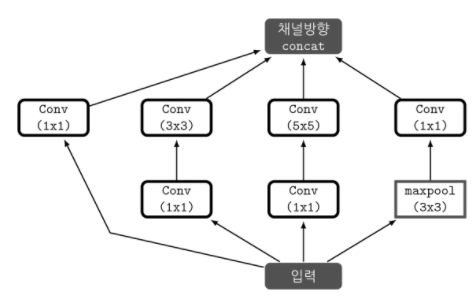 채널방향
concat
Conv
(1x1)
Conv
(3x3)
Conv
(5x5)
Conv
(1x1)
Conv
(1x1)
Conv
(1x1)
maxpool
(3x3)
입력